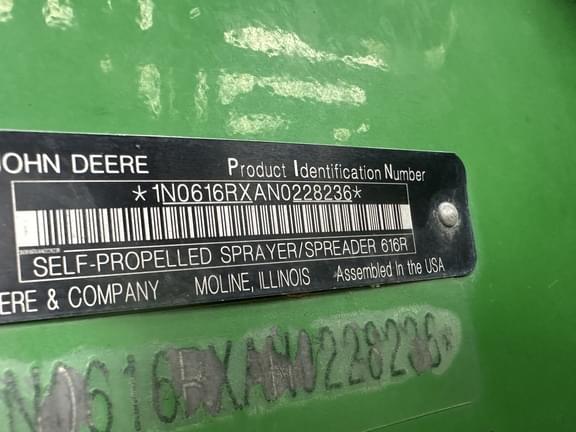 JOHN DEERE Product Identification Number
*1N0616RXAN0228236*
SELF-PROPELLED SPRAYER/SPREADER 616R
ERE & COMPANY MOLINE, ILLINOIS Assembled in the USA
N0616RXAN0228236*